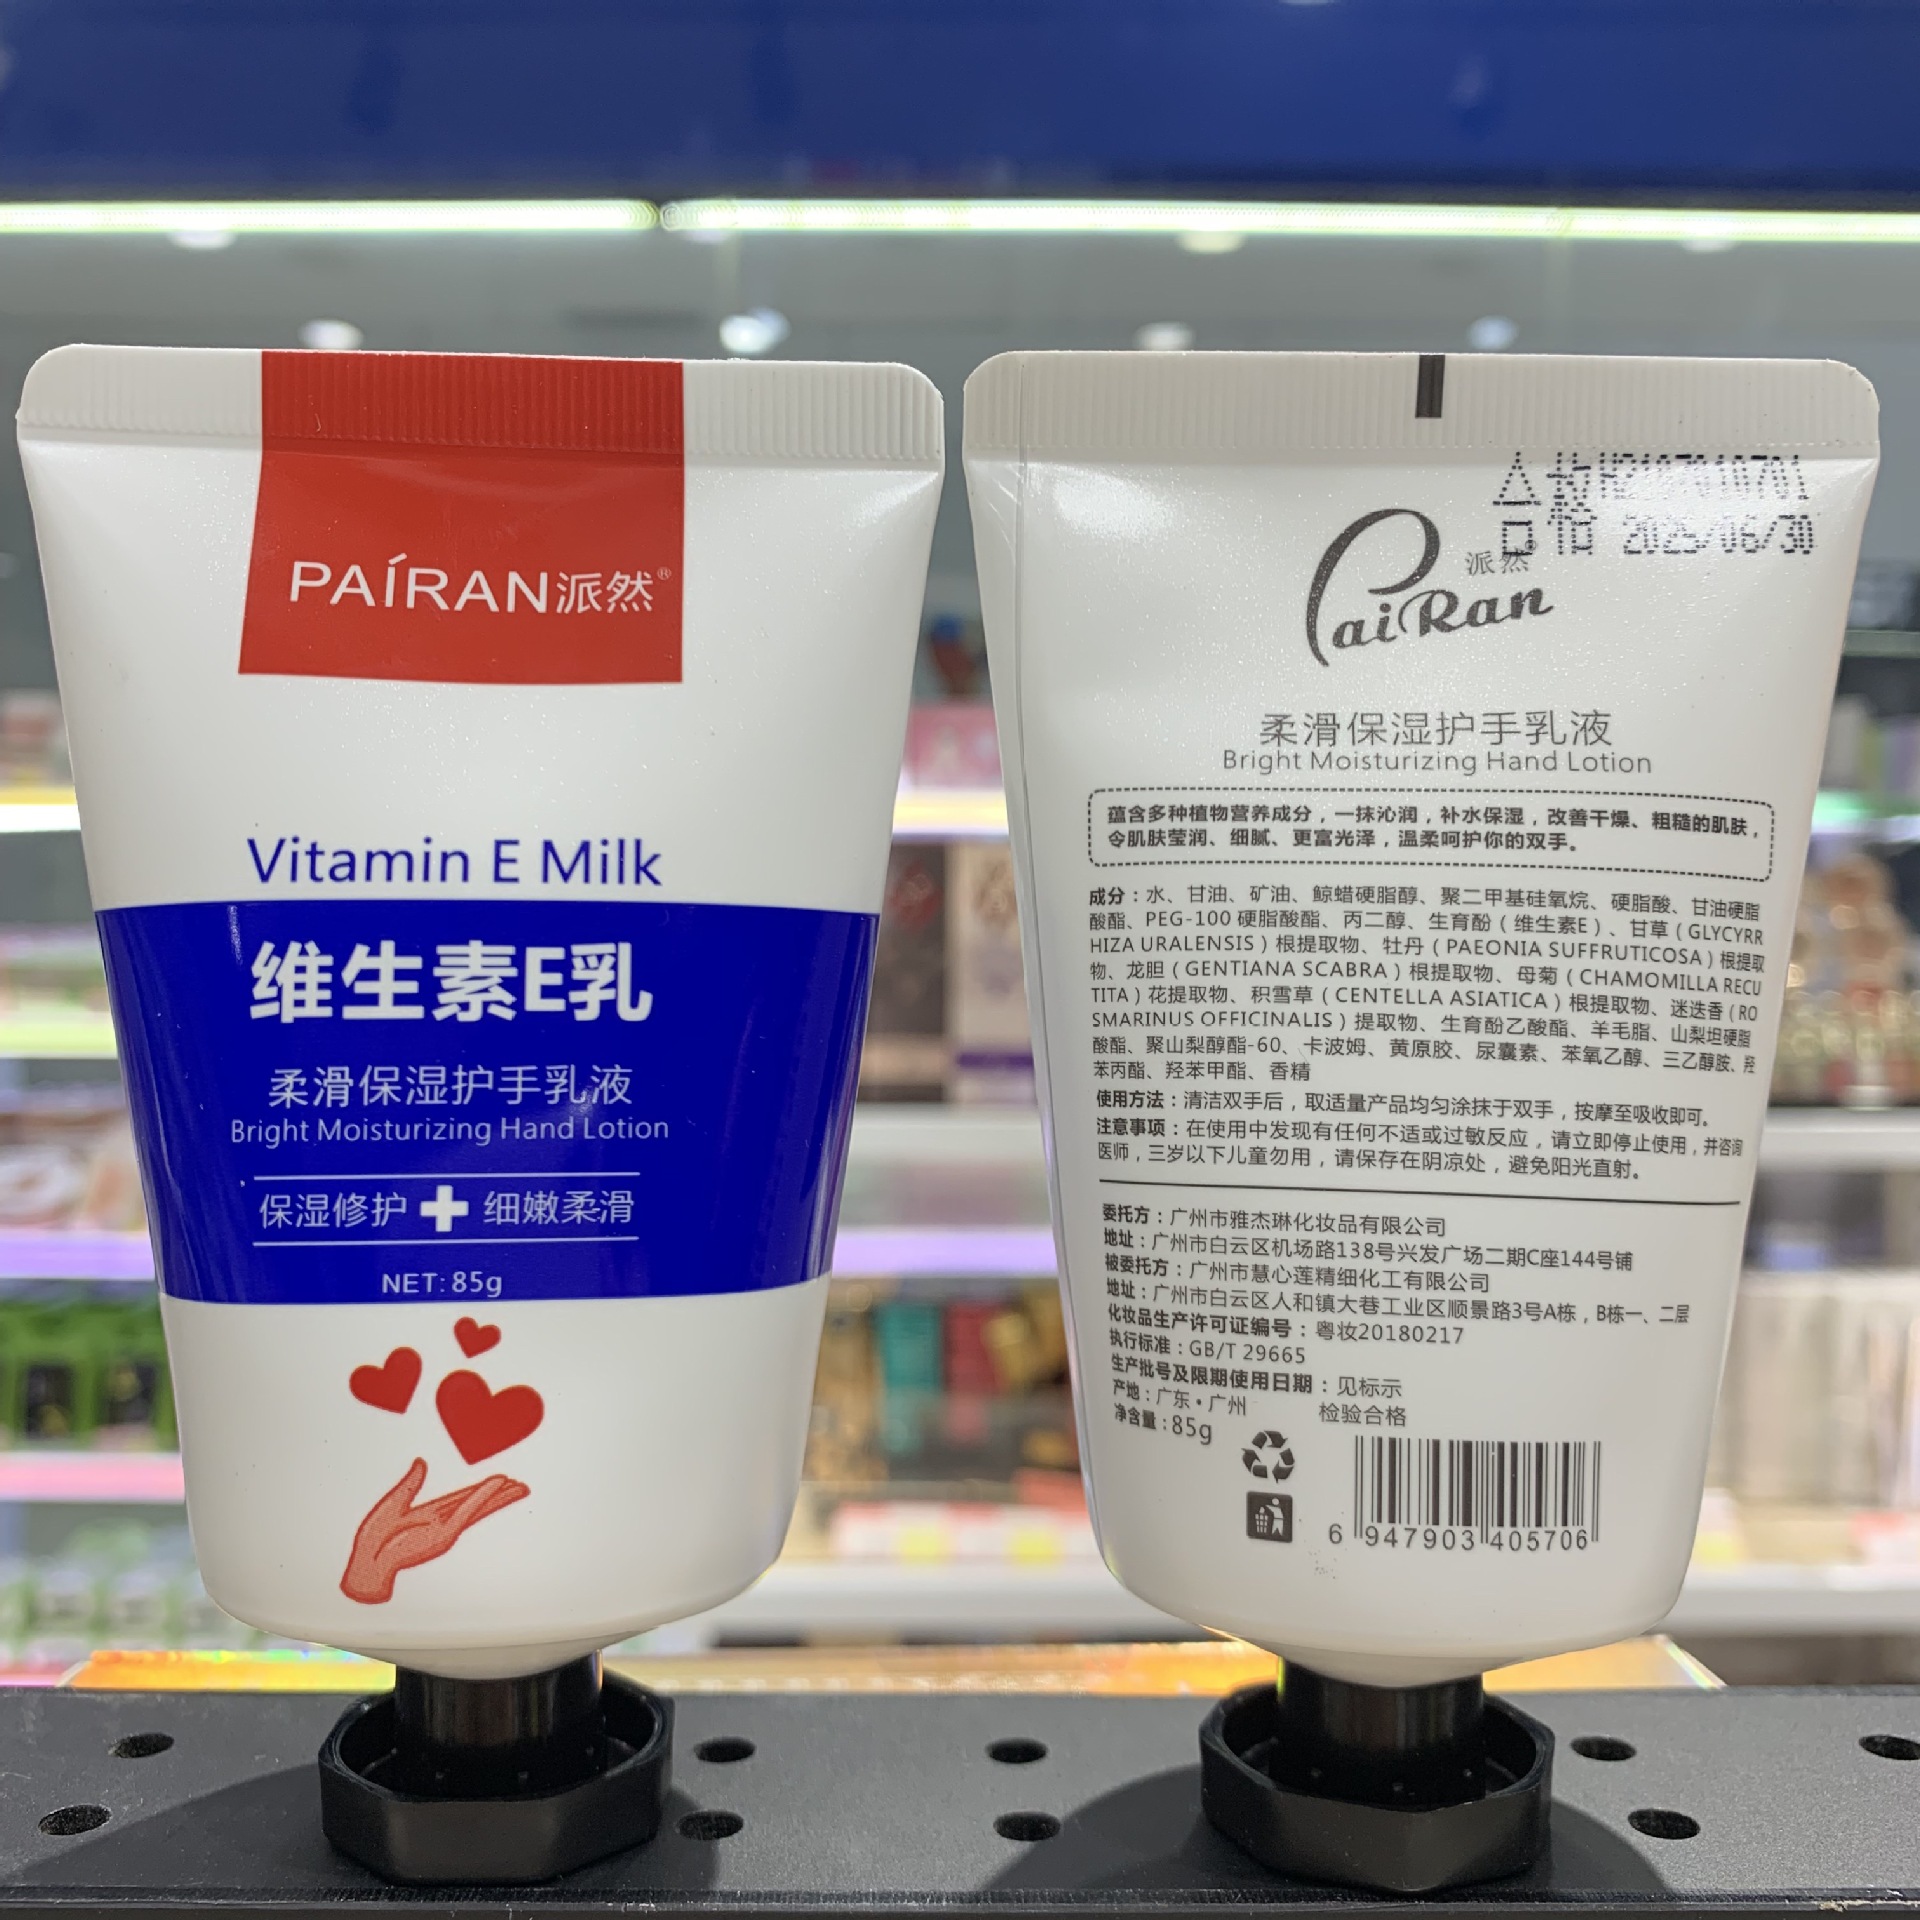 PAÍRAN派然®
Vitamin E Milk
维生素E乳
柔滑保湿护手乳液
Bright Moisturizing Hand Lotion
保湿修护 细嫩柔滑
NET: 85g
合格
2025/06/30
派然®
PaiRan
柔滑保湿护手乳液
Bright Moisturizing Hand Lotion
蕴含多种植物营养成分，一抹沁润，补水保湿，改善干燥、粗糙的肌肤，
令肌肤莹润、细腻、更富光泽，温柔呵护你的双手。
成分：水、甘油、矿油、鲸蜡硬脂醇、聚二甲基硅氧烷、硬脂酸、甘油硬脂
酸酯、PEG-100 硬脂酸酯、丙二醇、生育酚（维生素E）、甘草（GLYCYRR
HIZA URALENSIS）根提取物、牡丹（PAEONIA SUFFRUTICOSA）根提取
物、龙胆（GENTIANA SCABRA）根提取物、母菊（CHAMOMILLA RECU
TITA）花提取物、积雪草（CENTELLA ASIATICA）根提取物、迷迭香（RO
SMARINUS OFFICINALIS）提取物、生育酚乙酸酯、羊毛脂、山梨坦硬脂
酸酯、聚山梨醇酯-60、卡波姆、黄原胶、尿囊素、苯氧乙醇、三乙醇胺、羟
苯丙酯、羟苯甲酯、香精
使用方法：清洁双手后，取适量产品均匀涂抹于双手，按摩至吸收即可。
注意事项：在使用中发现有任何不适或过敏反应，请立即停止使用，并咨询
医师，三岁以下儿童勿用，请保存在阴凉处，避免阳光直射。
委托方：广州市雅杰琳化妆品有限公司
地址：广州市白云区机场路138号兴发广场二期C座144号铺
被委托方：广州市慧心莲精细化工有限公司
地址：广州市白云区人和镇大巷工业区顺景路3号A栋，B栋一、二层
化妆品生产许可证编号：粤妆20180217
执行标准：GB/T 29665
生产批号及限期使用日期：见标示
产地：广东·广州 检验合格
净含量：85g
6 947903 405706